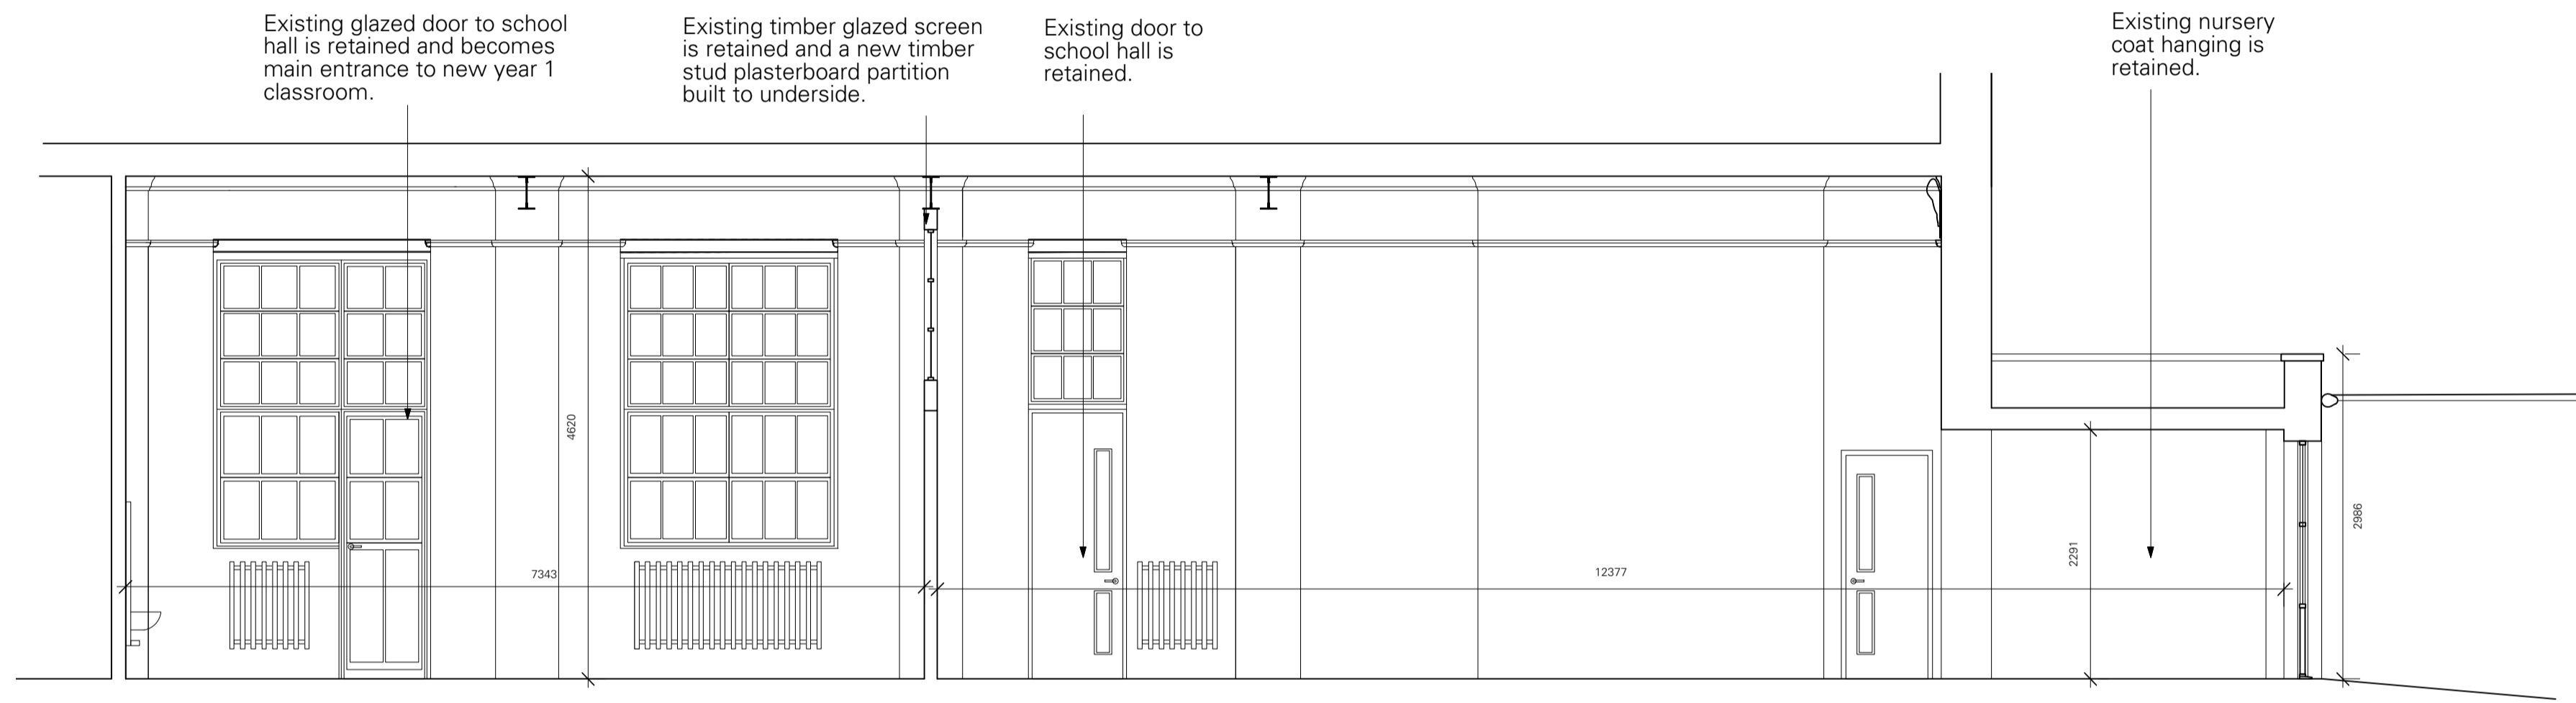 Existing glazed door to school
hall is retained and becomes
main entrance to new year 1
classroom.
Existing timber glazed screen
is retained and a new timber
stud plasterboard partition
built to underside.
Existing door to
school hall is
retained.
Existing nursery
coat hanging is
retained.
4620
7343
12377
2291
2986